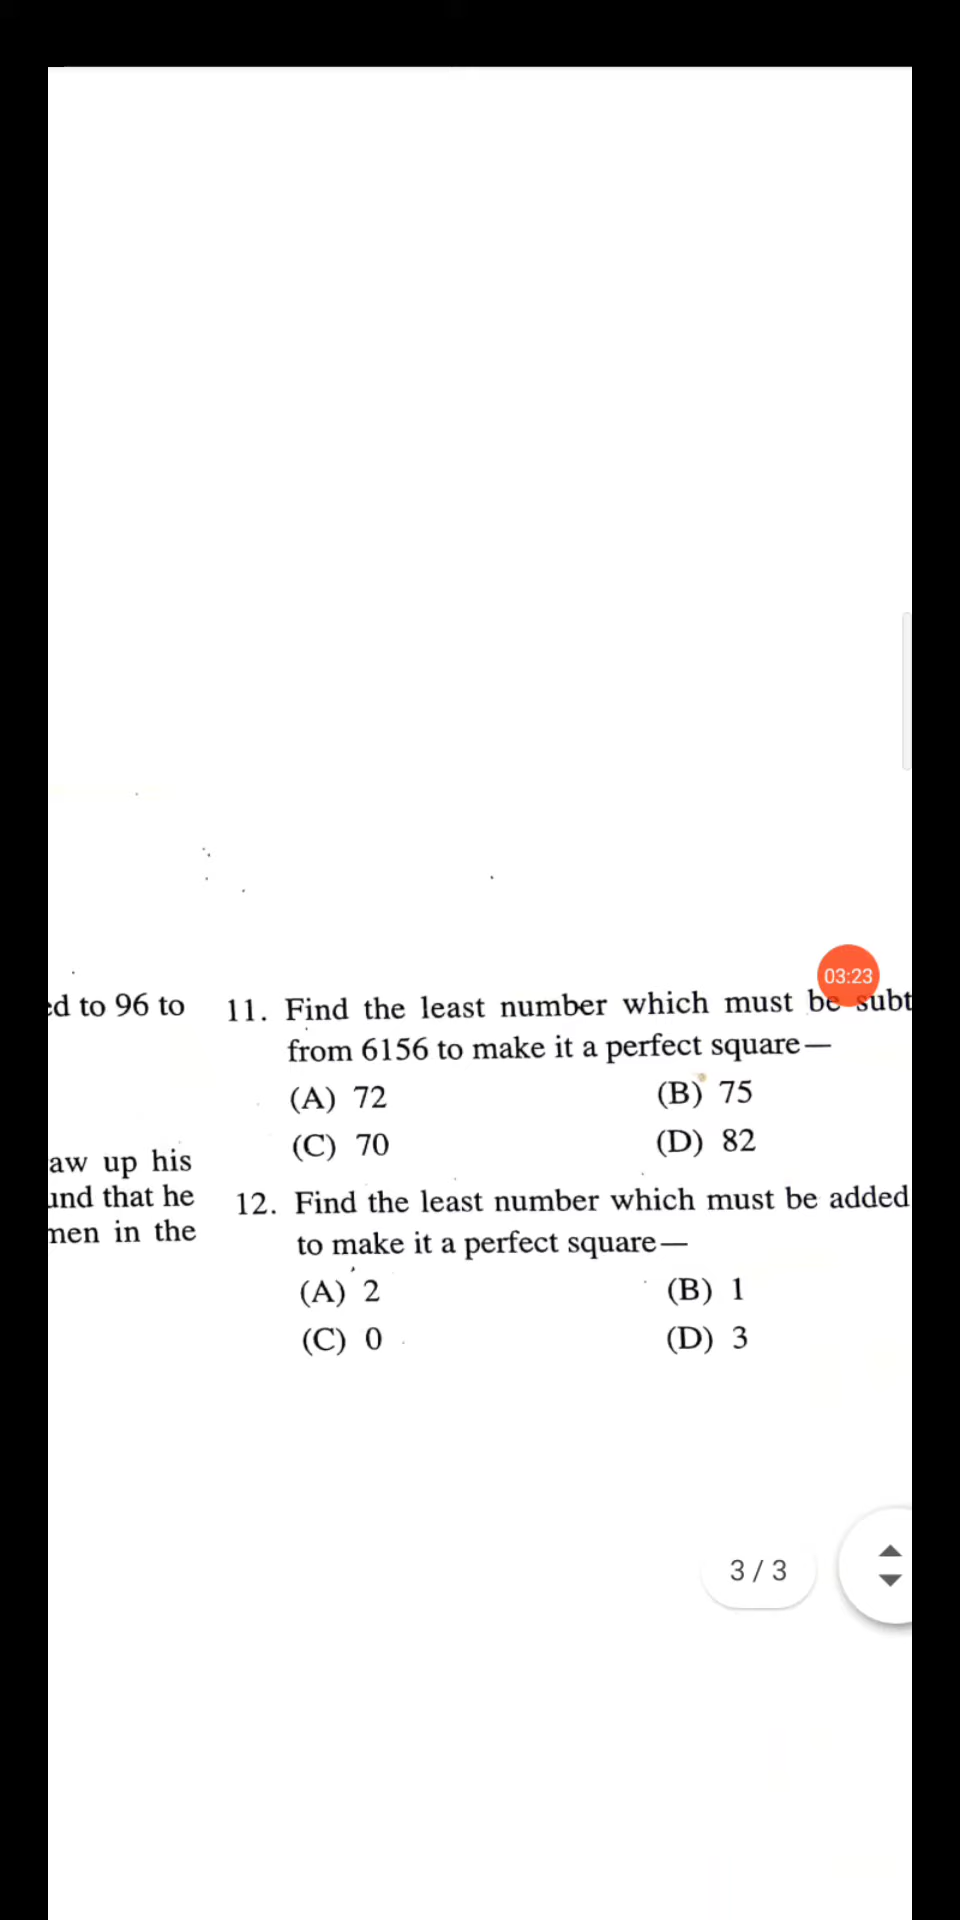 03:23
ed to 96 to
aw up his
und that he
men in the
11. Find the least number which must be subt
from 6156 to make it a perfect square—
(A) 72 (B) 75
(C) 70 (D) 82
12. Find the least number which must be added
to make it a perfect square—
(A) 2 (B) 1
(C) 0 (D) 3
3 / 3